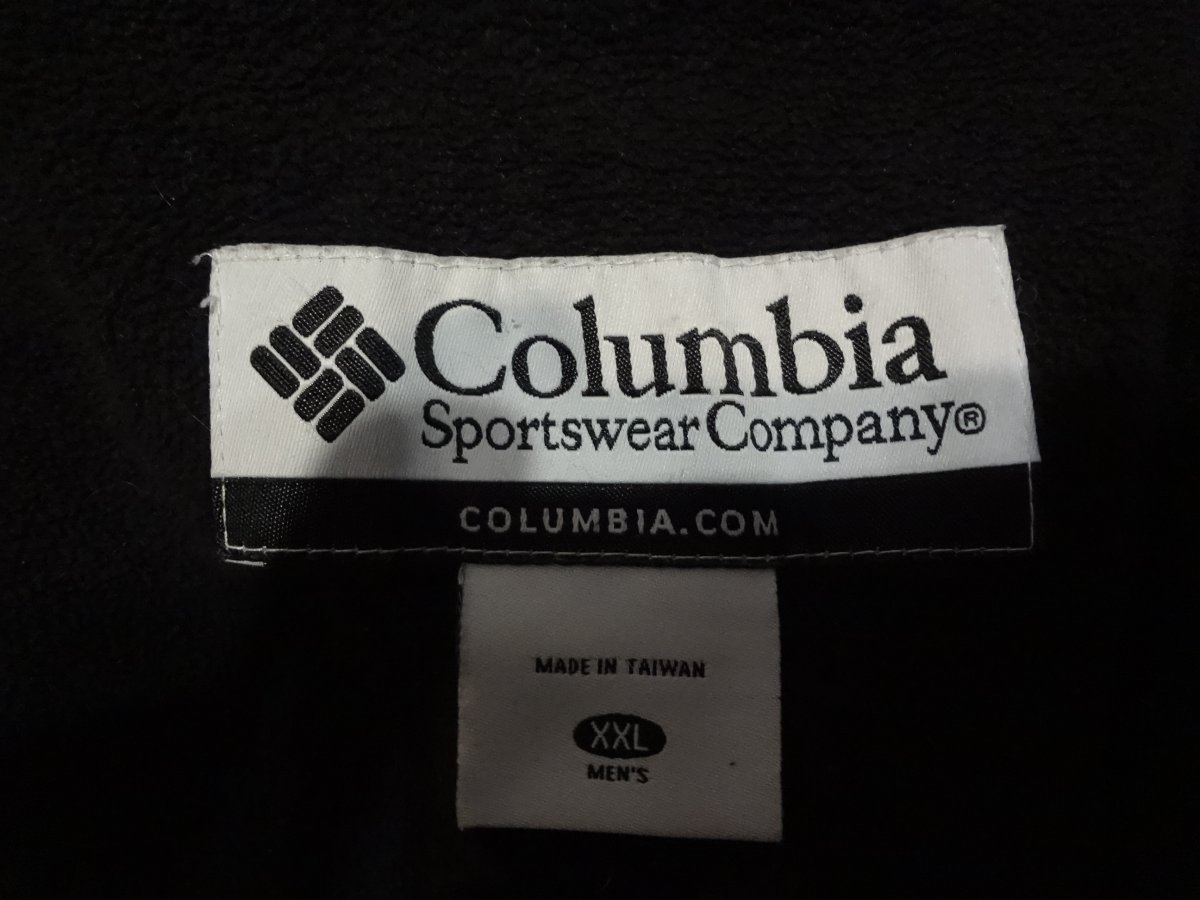 Columbia
Sportswear Company®
COLUMBIA.COM
MADE IN TAIWAN
XXL
MEN'S